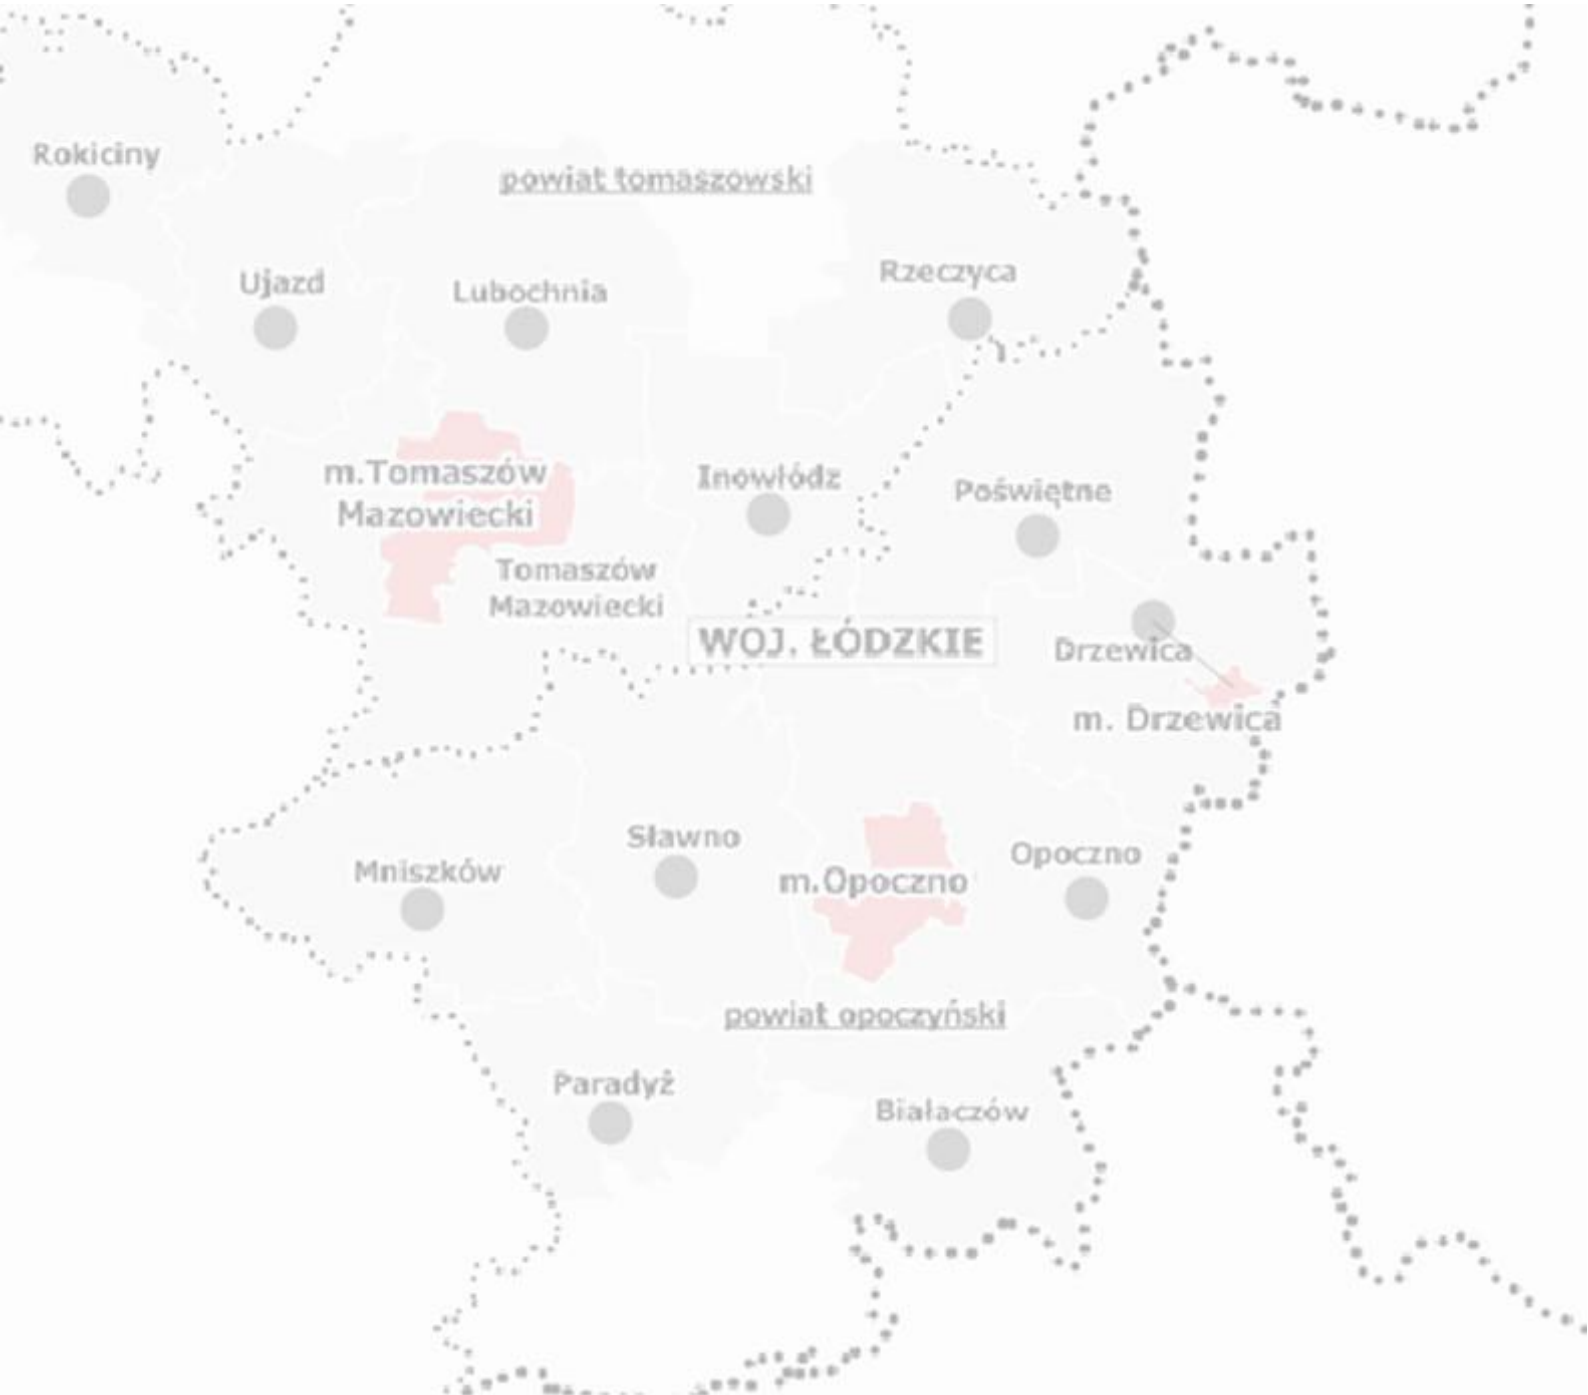 Rokiciny
powiat tomaszowski
Ujazd
Lubochnia
Rzeczyca
m.Tomaszów
Mazowiecki
Inowłódz
Poświętne
Tomaszów
Mazowiecki
WOJ. ŁÓDZKIE
Drzewica
m. Drzewica
Sławno
Mniszków
m.Opoczno
Opoczno
powiat opoczyński
Paradyż
Białaczów